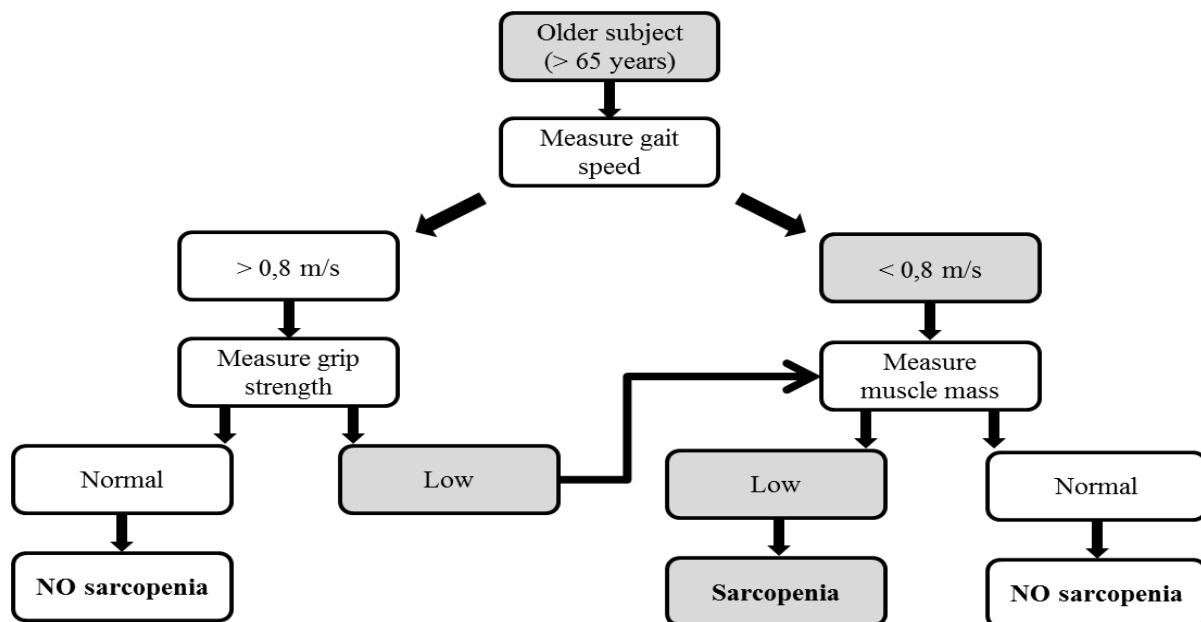 Older subject
(> 65 years)
Measure gait
speed
> 0,8 m/s
< 0,8 m/s
Measure grip
strength
Measure
muscle mass
Normal
Low
Low
Normal
NO sarcopenia
Sarcopenia
NO sarcopenia